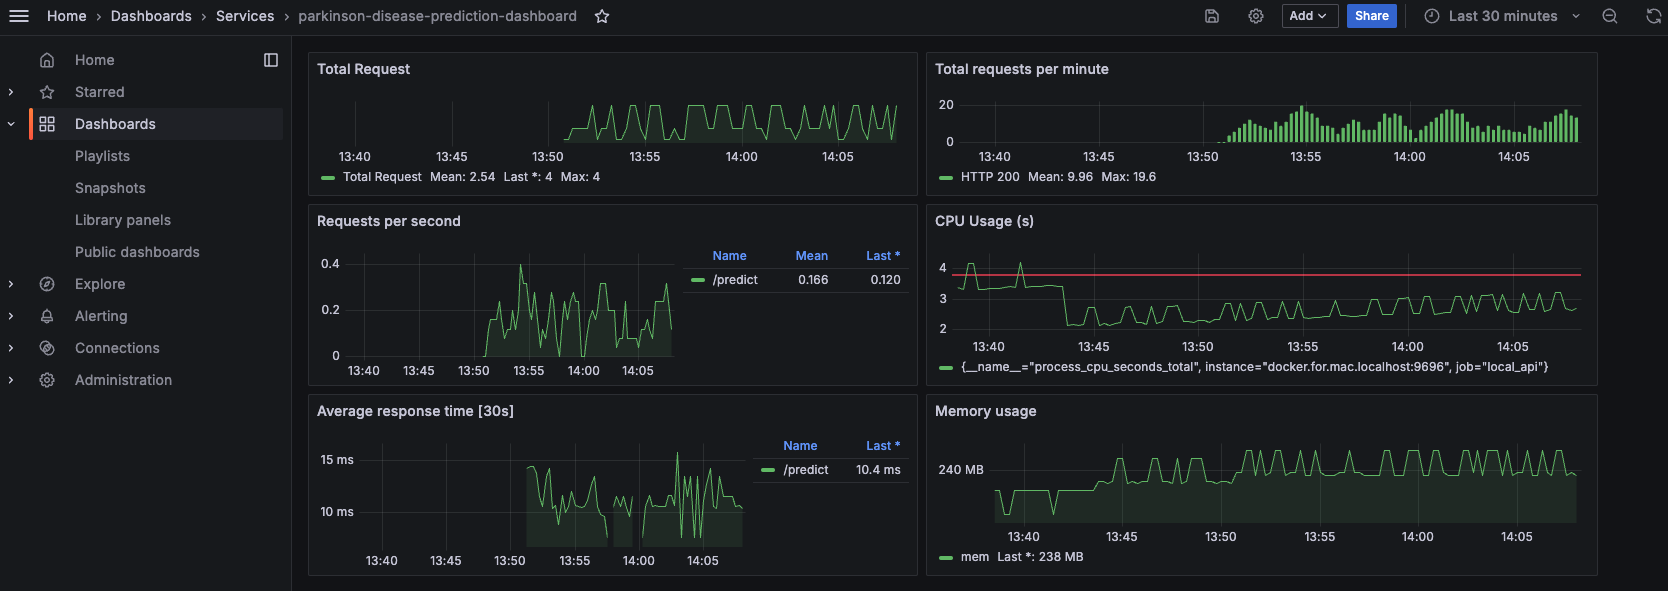 Home › Dashboards › Services › parkinson-disease-prediction-dashboard Add Share Last 30 minutes
Home
Starred
Dashboards
Playlists
Snapshots
Library panels
Public dashboards
Explore
Alerting
Connections
Administration
Total Request
13:40 13:45 13:50 13:55 14:00 14:05
Total Request Mean: 2.54 Last *: 4 Max: 4
Total requests per minute
20
0
13:40 13:45 13:50 13:55 14:00 14:05
HTTP 200 Mean: 9.96 Max: 19.6
Requests per second
0.4
0.2
0
13:40 13:45 13:50 13:55 14:00 14:05
Name Mean Last *
/predict 0.166 0.120
CPU Usage (s)
4
3
2
13:40 13:45 13:50 13:55 14:00 14:05
{__name__="process_cpu_seconds_total", instance="docker.for.mac.localhost:9696", job="local_api"}
Average response time [30s]
15 ms
10 ms
13:40 13:45 13:50 13:55 14:00 14:05
Name Last *
/predict 10.4 ms
Memory usage
240 MB
13:40 13:45 13:50 13:55 14:00 14:05
mem Last *: 238 MB